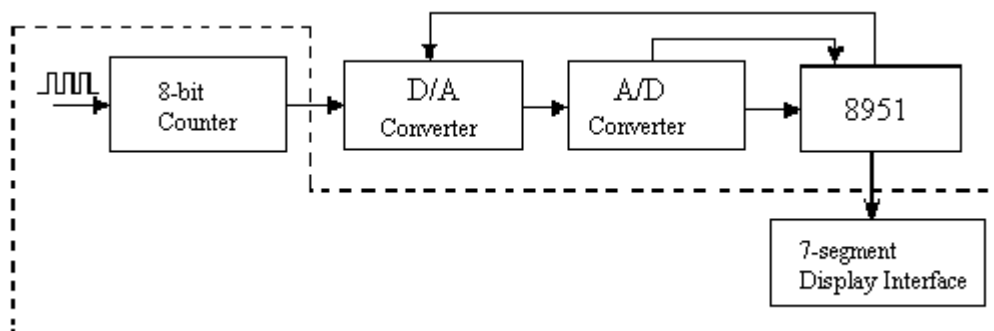 8-bit
Counter
D/A
Converter
A/D
Converter
8951
7-segment
Display Interface